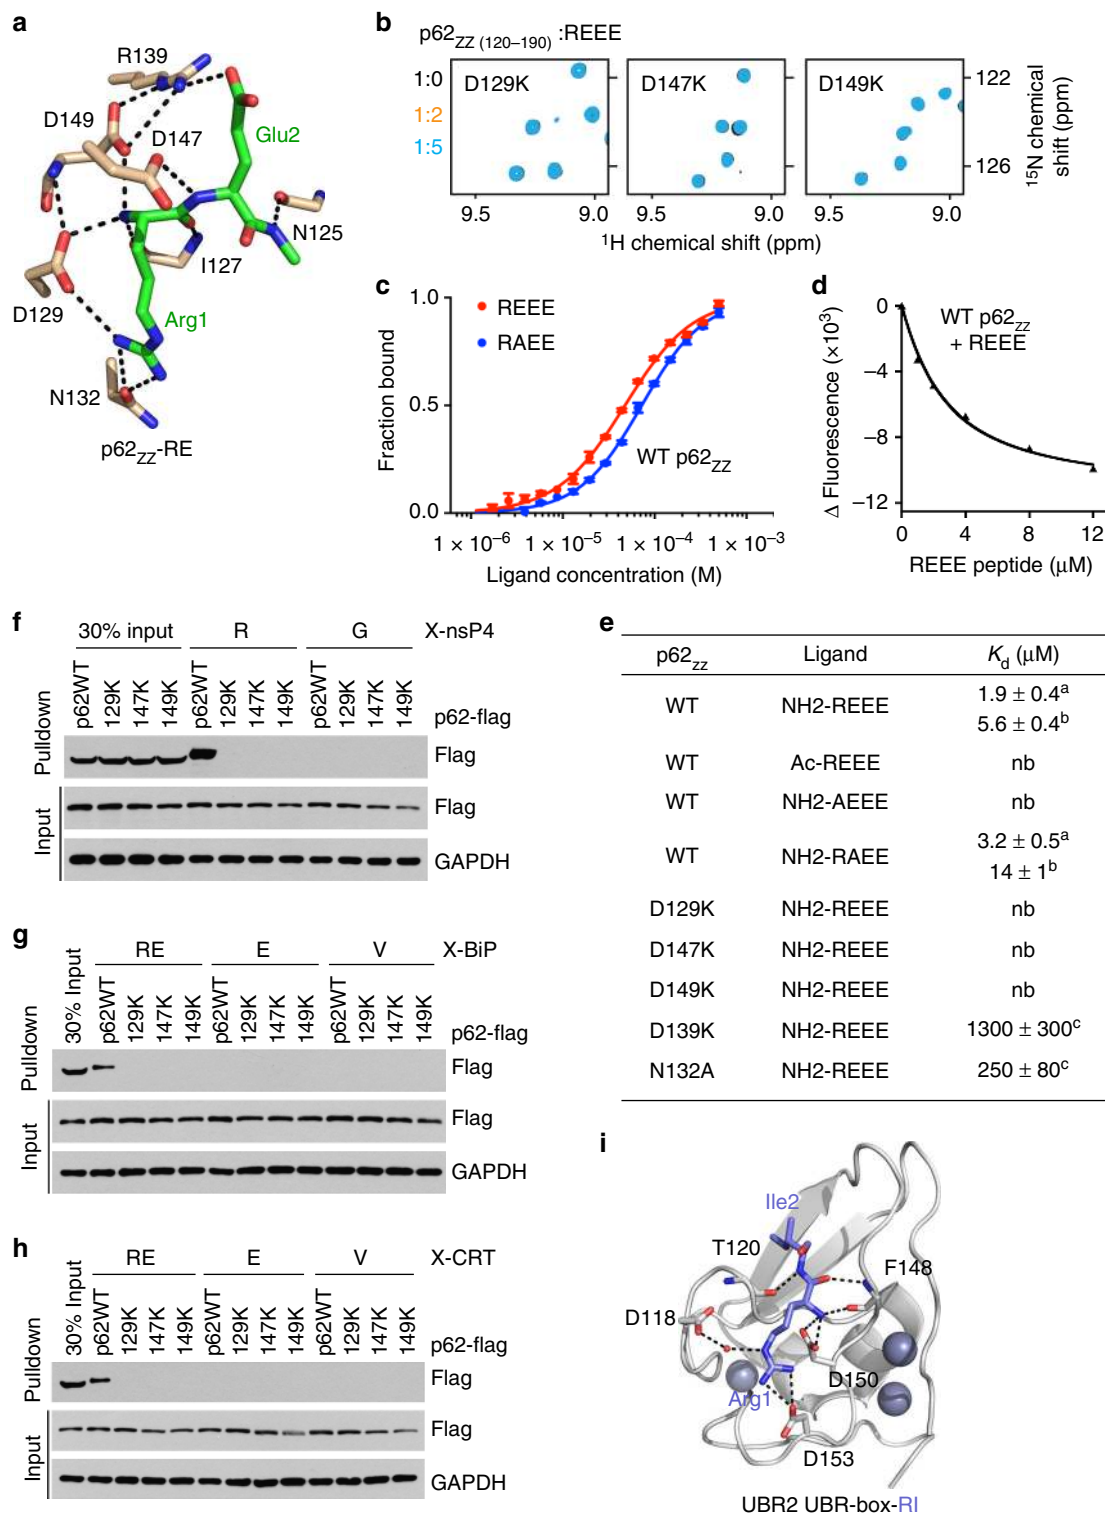 a
R139
D149
D147
Glu2
N125
I127
D129
Arg1
N132
p62ZZ-RE
b
p62ZZ (120–190) :REEE
1:0
1:2
1:5
D129K
D147K
D149K
122
126
15N chemical
shift (ppm)
9.5 9.0 9.5 9.0 9.5 9.0
1H chemical shift (ppm)
c
REEE
RAEE
1.0
0.5
0.0
Fraction bound
WT p62ZZ
1 × 10−6 1 × 10−5 1 × 10−4 1 × 10−3
Ligand concentration (M)
d
WT p62ZZ
+ REEE
0
−4
−8
−12
Δ Fluorescence (×103)
0 4 8 12
REEE peptide (μM)
f
30% input R G X-nsP4
p62WT 129K 147K 149K p62WT 129K 147K 149K p62WT 129K 147K 149K p62-flag
Pulldown Flag
Input Flag
GAPDH
e
p62zz Ligand Kd (μM)
WT NH2-REEE 1.9 ± 0.4a
5.6 ± 0.4b
WT Ac-REEE nb
WT NH2-AEEE nb
WT NH2-RAEE 3.2 ± 0.5a
14 ± 1b
D129K NH2-REEE nb
D147K NH2-REEE nb
D149K NH2-REEE nb
D139K NH2-REEE 1300 ± 300c
N132A NH2-REEE 250 ± 80c
g
RE E V X-BiP
30% Input p62WT 129K 147K 149K p62WT 129K 147K 149K p62WT 129K 147K 149K p62-flag
Pulldown Flag
Input Flag
GAPDH
h
RE E V X-CRT
30% Input p62WT 129K 147K 149K p62WT 129K 147K 149K p62WT 129K 147K 149K p62-flag
Pulldown Flag
Input Flag
GAPDH
i
Ile2
T120
F148
D118
D150
Arg1
D153
UBR2 UBR-box-RI